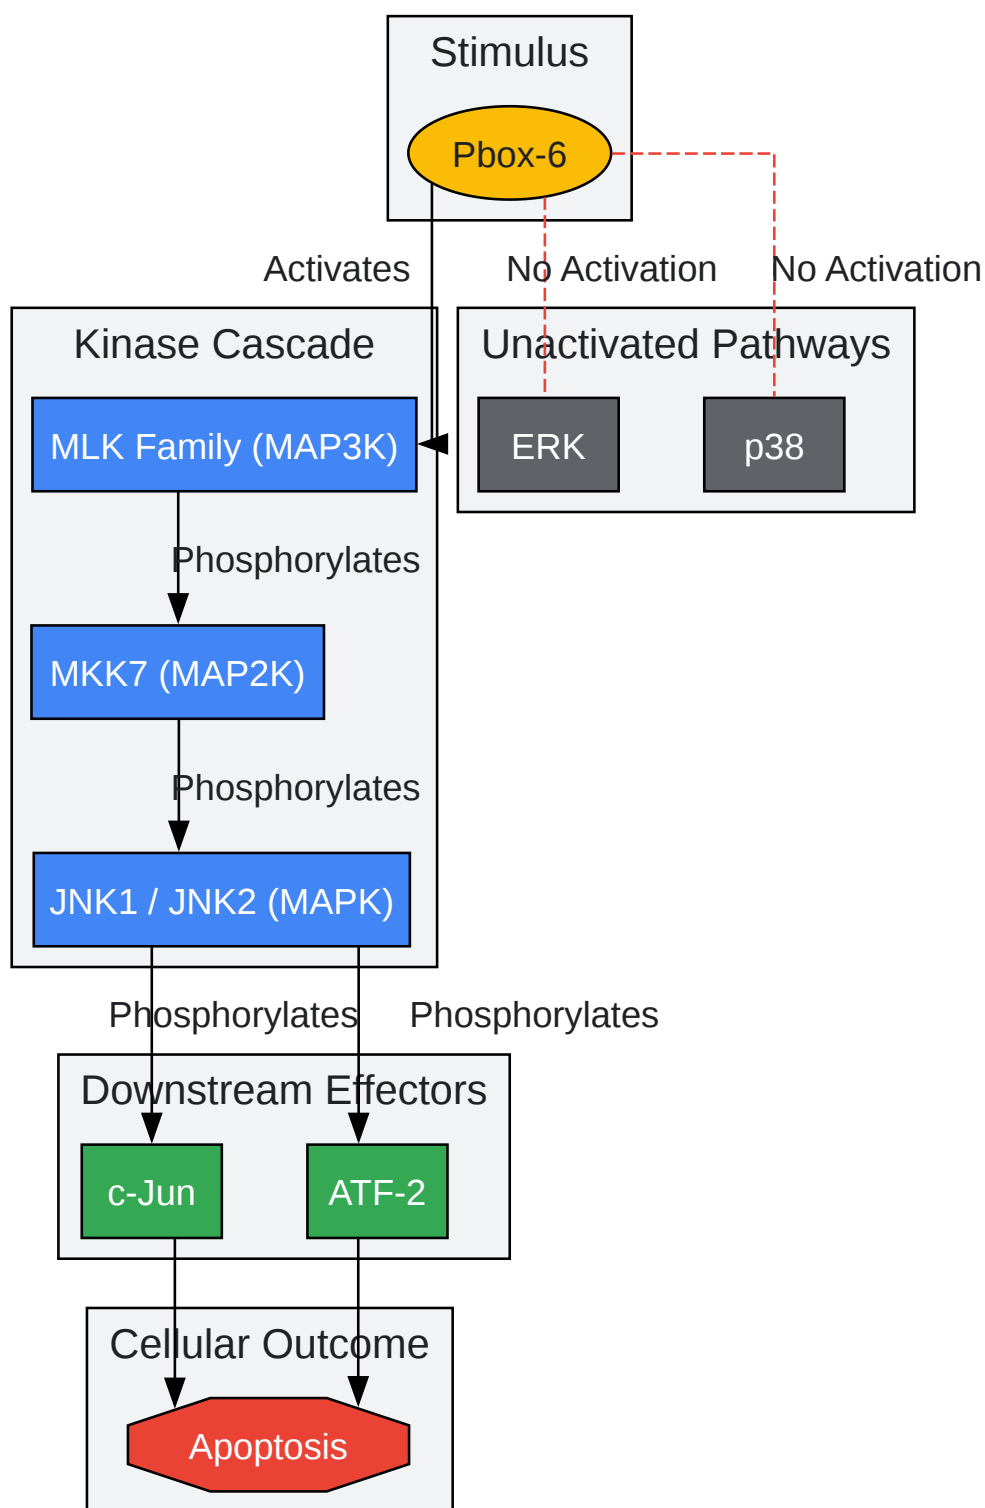 Stimulus
Pbox-6
Activates
No Activation
No Activation
Kinase Cascade
Unactivated Pathways
MLK Family (MAP3K)
ERK
p38
Phosphorylates
MKK7 (MAP2K)
Phosphorylates
JNK1 / JNK2 (MAPK)
Phosphorylates
Phosphorylates
Downstream Effectors
c-Jun
ATF-2
Cellular Outcome
Apoptosis